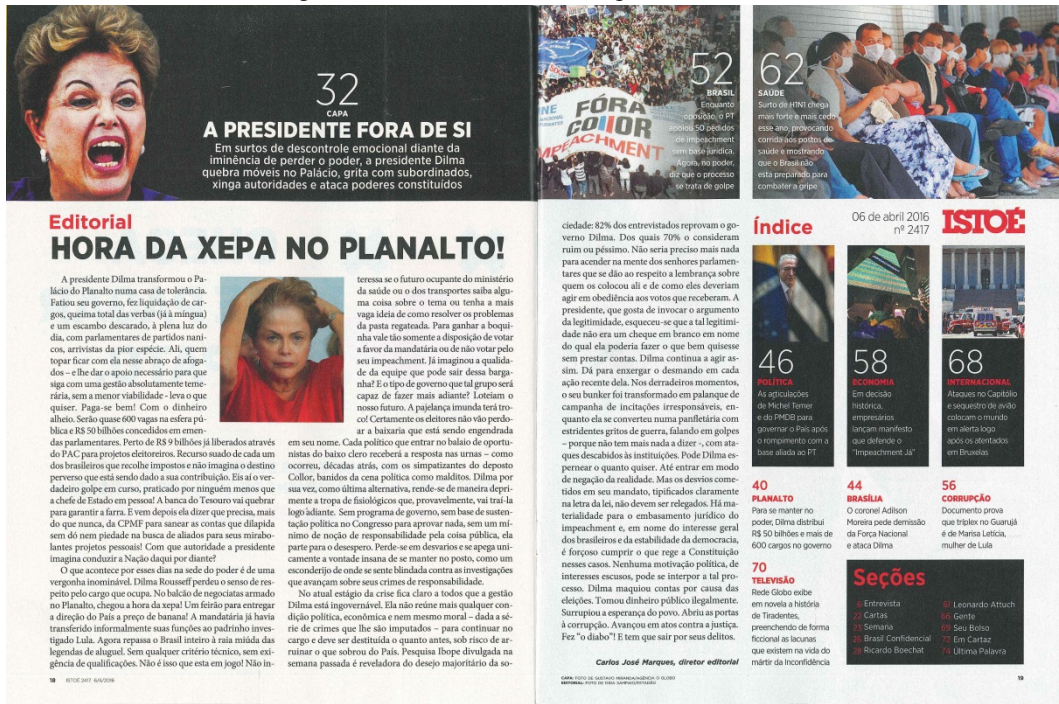 32
CAPA
A PRESIDENTE FORA DE SI
Em surtos de descontrole emocional diante da
iminência de perder o poder, a presidente Dilma
quebra móveis no Palácio, grita com subordinados,
xinga autoridades e ataca poderes constituídos
Editorial
HORA DA XEPA NO PLANALTO!
A presidente Dilma transformou o Pa-
lácio do Planalto numa casa de tolerância.
Fatiou seu governo, fez liquidação de car-
gos, queima total das verbas (já à míngua)
e um escambo descarado, à plena luz do
dia, com parlamentares de partidos nani-
cos, arrivistas da pior espécie. Ali, quem
topar ficar com ela nesse abraço de afoga-
dos – e lhe dar o apoio necessário para que
siga com uma gestão absolutamente teme-
rária, sem a menor viabilidade - leva o que
quiser. Paga-se bem! Com o dinheiro
alheio. Serão quase 600 vagas na esfera pú-
blica e R$ 50 bilhões concedidos em emen-
das parlamentares. Perto de R$ 9 bilhões já liberados através
do PAC para projetos eleitoreiros. Recurso suado de cada um
dos brasileiros que recolhe impostos e não imagina o destino
perverso que está sendo dado a sua contribuição. Eis aí o ver-
dadeiro golpe em curso, praticado por ninguém menos que
a chefe de Estado em pessoa! A banca do Tesouro vai quebrar
para garantir a farra. E vem depois ela dizer que precisa, mais
do que nunca, da CPMF para sanear as contas que dilapida
sem dó nem piedade na busca de aliados para seus mirabo-
lantes projetos pessoais! Com que autoridade a presidente
imagina conduzir a Nação daqui por diante?
O que acontece por esses dias na sede do poder é de uma
vergonha inominável. Dilma Rousseff perdeu o senso de res-
peito pelo cargo que ocupa. No balcão de negociatas armado
no Planalto, chegou a hora da xepa! Um feirão para entregar
a direção do País a preço de banana! A mandatária já havia
transferido informalmente suas funções ao padrinho inves-
tigado Lula. Agora repassa o Brasil inteiro à raia miúda das
legendas de aluguel. Sem qualquer critério técnico, sem exi-
gência de qualificações. Não é isso que esta em jogo! Não in-
teressa se o futuro ocupante do ministério
da saúde ou o dos transportes saiba algu-
ma coisa sobre o tema ou tenha a mais
vaga ideia de como resolver os problemas
da pasta regateada. Para ganhar a boqui-
nha vale tão somente a disposição de votar
a favor da mandatária ou de não votar pelo
seu impeachment. Já imaginou a qualida-
de da equipe que pode sair dessa barga-
nha? E o tipo de governo que tal grupo será
capaz de fazer mais adiante? Loteiam o
nosso futuro. A pajelança imunda terá tro-
co! Certamente os eleitores não vão perdo-
ar a baixaria que está sendo engendrada
em seu nome. Cada político que entrar no balaio de oportu-
nistas do baixo clero receberá a resposta nas urnas – como
ocorreu, décadas atrás, com os simpatizantes do deposto
Collor, banidos da cena política como malditos. Dilma por
sua vez, como última alternativa, rende-se de maneira depri-
mente a tropa de fisiológicos que, provavelmente, vai traí-la
logo adiante. Sem programa de governo, sem base de susten-
tação política no Congresso para aprovar nada, sem um mí-
nimo de noção de responsabilidade pela coisa pública, ela
parte para o desespero. Perde-se em desvarios e se apega uni-
camente a vontade insana de se manter no posto, como um
esconderijo de onde se sente blindada contra as investigações
que avançam sobre seus crimes de responsabilidade.
No atual estágio da crise fica claro a todos que a gestão
Dilma está ingovernável. Ela não reúne mais qualquer con-
dição política, econômica e nem mesmo moral – dada a sé-
rie de crimes que lhe são imputados – para continuar no
cargo e deve ser destituída o quanto antes, sob risco de ar-
ruinar o que sobrou do País. Pesquisa Ibope divulgada na
semana passada é reveladora do desejo majoritário da so-
18 ISTOÉ 2417 6/4/2016
52
BRASIL
Enquanto
oposição, o PT
apoiou 50 pedidos
de impeachment
sem base jurídica.
Agora, no poder,
diz que o processo
se trata de golpe
FÓRA
COLLOR
IMPEACHMENT
62
SAÚDE
Surto de H1N1 chega
mais forte e mais cedo
esse ano, provocando
corrida aos postos de
saúde e mostrando
que o Brasil não
está preparado para
combater a gripe
ciedade: 82% dos entrevistados reprovam o go-
verno Dilma. Dos quais 70% o consideram
ruim ou péssimo. Não seria preciso mais nada
para acender na mente dos senhores parlamen-
tares que se dão ao respeito a lembrança sobre
quem os colocou ali e de como eles deveriam
agir em obediência aos votos que receberam. A
presidente, que gosta de invocar o argumento
da legitimidade, esqueceu-se que a tal legitimi-
dade não era um cheque em branco em nome
do qual ela poderia fazer o que bem quisesse
sem prestar contas. Dilma continua a agir as-
sim. Dá para enxergar o desmando em cada
ação recente dela. Nos derradeiros momentos,
o seu bunker foi transformado em palanque de
campanha de incitações irresponsáveis, en-
quanto ela se converteu numa panfletária com
estridentes gritos de guerra, falando em golpes
– porque não tem mais nada a dizer -, com ata-
ques descabidos às instituições. Pode Dilma es-
pernear o quanto quiser. Até entrar em modo
de negação da realidade. Mas os desvios come-
tidos em seu mandato, tipificados claramente
na letra da lei, não devem ser relegados. Há ma-
terialidade para o embasamento jurídico do
impeachment e, em nome do interesse geral
dos brasileiros e da estabilidade da democracia,
é forçoso cumprir o que rege a Constituição
nesses casos. Nenhuma motivação política, de
interesses escusos, pode se interpor a tal pro-
cesso. Dilma maquiou contas por causa das
eleições. Tomou dinheiro público ilegalmente.
Surrupiou a esperança do povo. Abriu as portas
à corrupção. Avançou em atos contra a justiça.
Fez “o diabo”! E tem que sair por seus delitos.
Carlos José Marques, diretor editorial
CAPA: FOTO DE GUSTAVO MIRANDA/AGÊNCIA O GLOBO
Índice
06 de abril 2016
nº 2417
ISTOÉ
46
POLÍTICA
As articulações
de Michel Temer
e do PMDB para
governar o País após
o rompimento com a
base aliada ao PT
58
ECONOMIA
Em decisão
histórica,
empresários
lançam manifesto
que defende o
"Impeachment Já"
68
INTERNACIONAL
Ataques no Capitólio
e sequestro de avião
colocam o mundo
em alerta logo
após os atentados
em Bruxelas
40
PLANALTO
Para se manter no
poder, Dilma distribui
R$ 50 bilhões e mais de
600 cargos no governo
44
BRASÍLIA
O coronel Adilson
Moreira pede demissão
da Força Nacional
e ataca Dilma
56
CORRUPÇÃO
Documento prova
que triplex no Guarujá
é de Marisa Letícia,
mulher de Lula
70
TELEVISÃO
Rede Globo exibe
em novela a história
de Tiradentes,
preenchendo de forma
ficcional as lacunas
que existem na vida do
mártir da Inconfidência
Seções
6 Entrevista
22 Cartas
23 Semana
26 Brasil Confidencial
28 Ricardo Boechat
61 Leonardo Attuch
66 Gente
69 Seu Bolso
72 Em Cartaz
74 Última Palavra
19